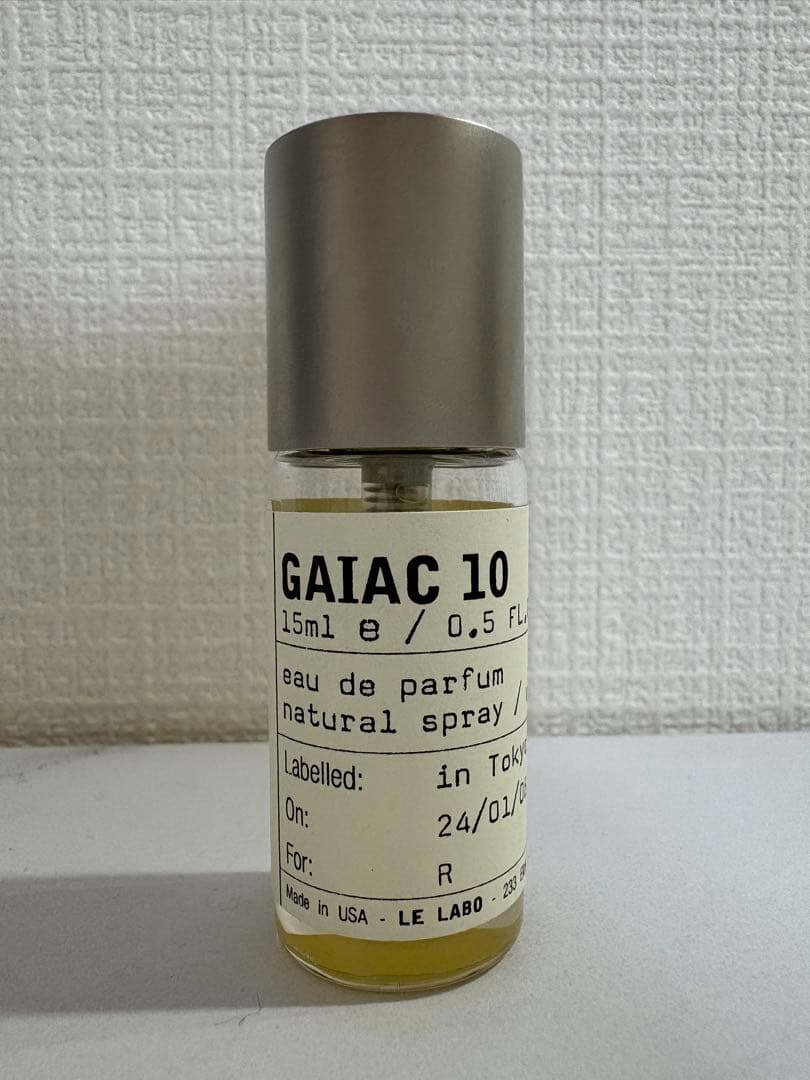 GAIAC 10
15ml e / 0.5 FL.
eau de parfum
natural spray /
Labelled: in Tokyo
On: 24/01/0
For: R
Made in USA - LE LABO - 233